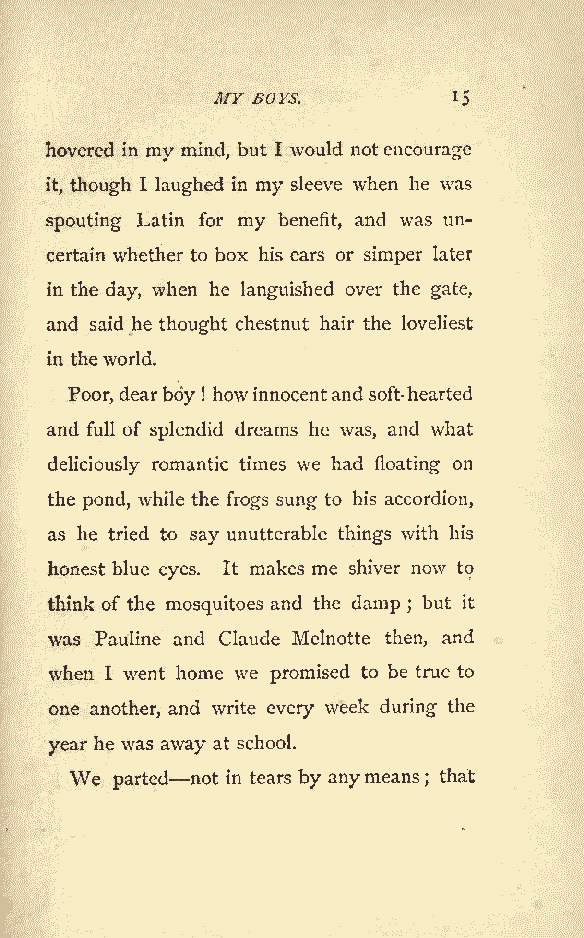 MY BOYS. 15
hovered in my mind, but I would not encourage
it, though I laughed in my sleeve when he was
spouting Latin for my benefit, and was un-
certain whether to box his ears or simper later
in the day, when he languished over the gate,
and said he thought chestnut hair the loveliest
in the world.
Poor, dear boy! how innocent and soft-hearted
and full of splendid dreams he was, and what
deliciously romantic times we had floating on
the pond, while the frogs sung to his accordion,
as he tried to say unutterable things with his
honest blue eyes. It makes me shiver now to
think of the mosquitoes and the damp; but it
was Pauline and Claude Melnotte then, and
when I went home we promised to be true to
one another, and write every week during the
year he was away at school.
We parted—not in tears by any means; that